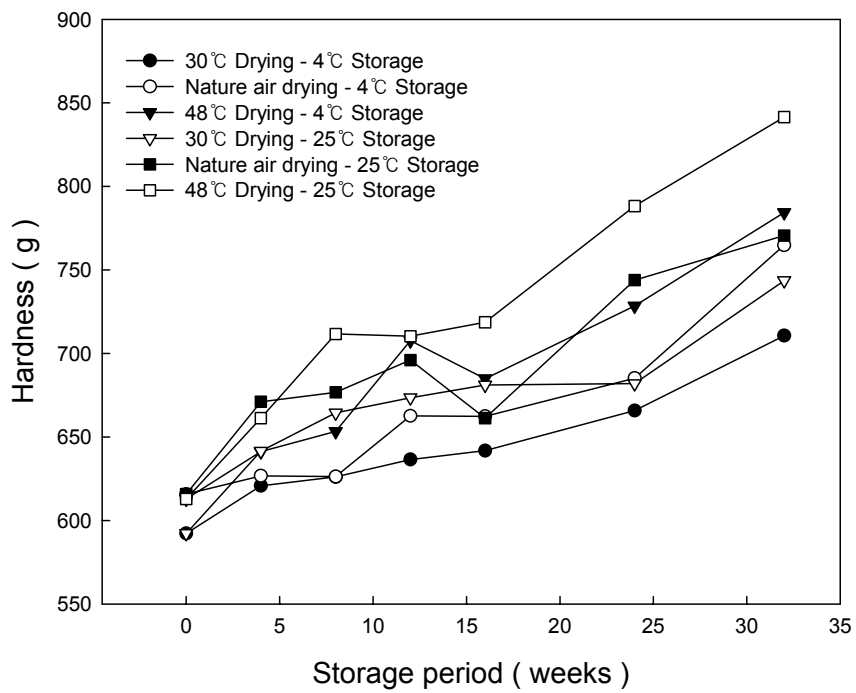 900
850
800
750
700
650
600
550
Hardness ( g )
30℃ Drying - 4℃ Storage
Nature air drying - 4℃ Storage
48℃ Drying - 4℃ Storage
30℃ Drying - 25℃ Storage
Nature air drying - 25℃ Storage
48℃ Drying - 25℃ Storage
0 5 10 15 20 25 30 35
Storage period ( weeks )